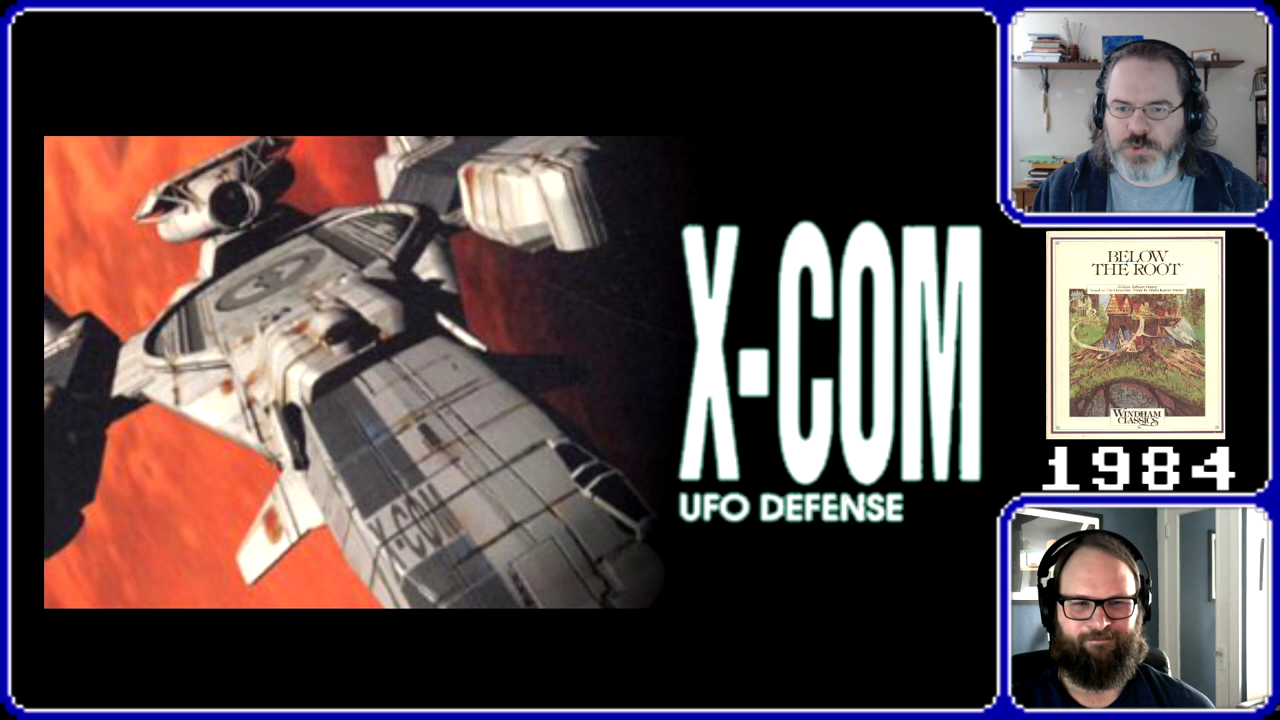 X-COM
UFO DEFENSE
X-COM
BELOW
THE ROOT
WINDHAM
CLASSICS
1984